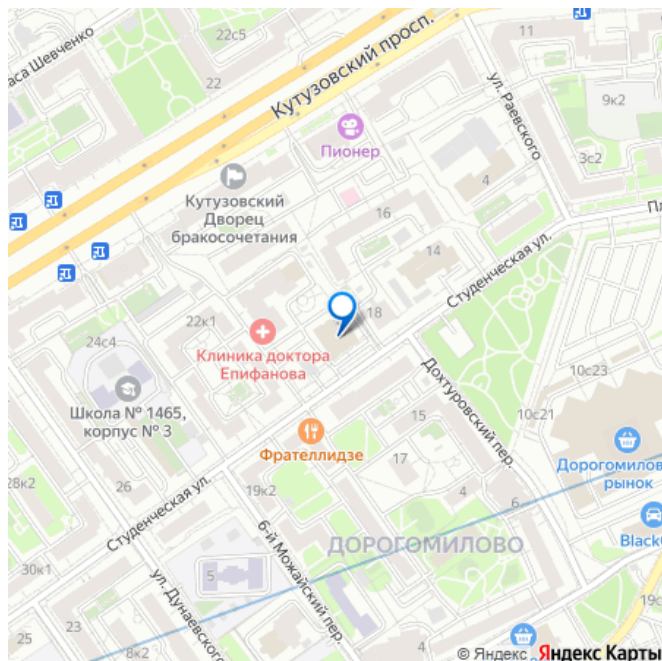 аса Шевченко
22с5
22
Кутузовский просп.
11
ул. Раевского
9к2
3с2
Пионер
4
Кутузовский
Дворец
бракосочетания
16
14
Пл
Студенческая ул.
18
22к1
24с4
Клиника доктора
Епифанова
Школа № 1465,
корпус № 3
Дохтуровский пер.
10с23
10с21
15
Фрателлидзе
17
Дорогомилов
рынок
28к2
26
19к2
4
6
Студенческая ул.
BlackC
ДОРОГОМИЛОВО
30к1
5
6-й Можайский пер.
ул. Дунаевского
19с
25
23
6к2
© Яндекс
Яндекс Карты